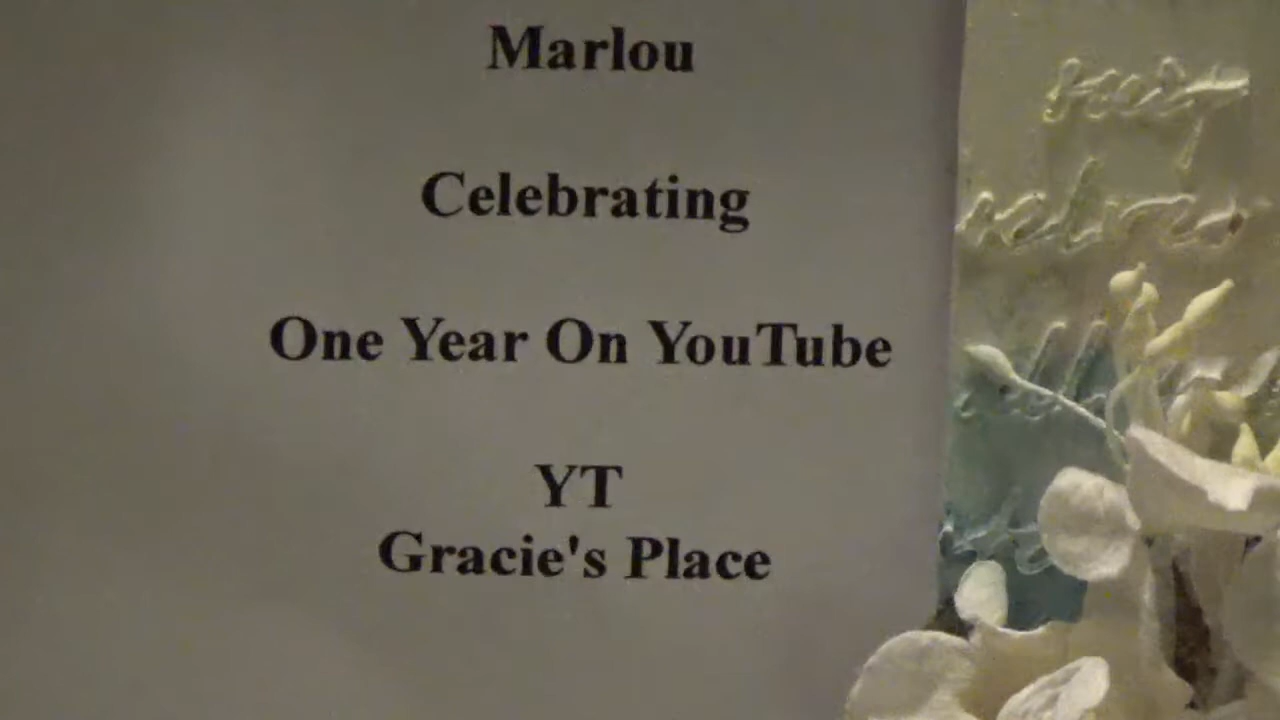 Marlou
Celebrating
One Year On YouTube
YT
Gracie's Place